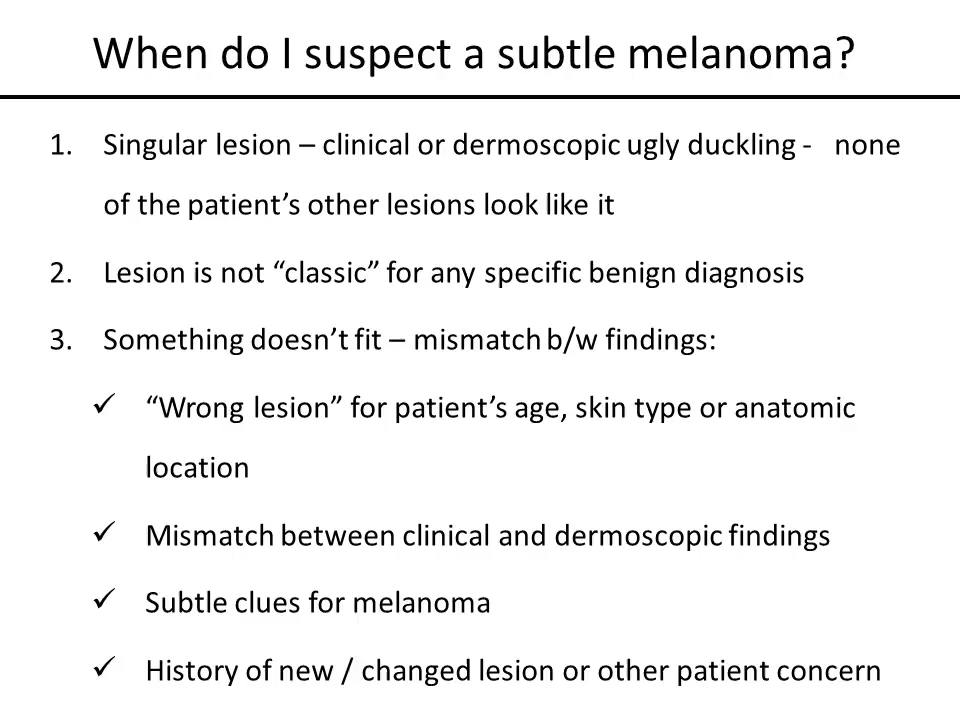 When do I suspect a subtle melanoma?
1. Singular lesion – clinical or dermoscopic ugly duckling - none
of the patient’s other lesions look like it
2. Lesion is not “classic” for any specific benign diagnosis
3. Something doesn’t fit – mismatch b/w findings:
✓ “Wrong lesion” for patient’s age, skin type or anatomic
location
✓ Mismatch between clinical and dermoscopic findings
✓ Subtle clues for melanoma
✓ History of new / changed lesion or other patient concern